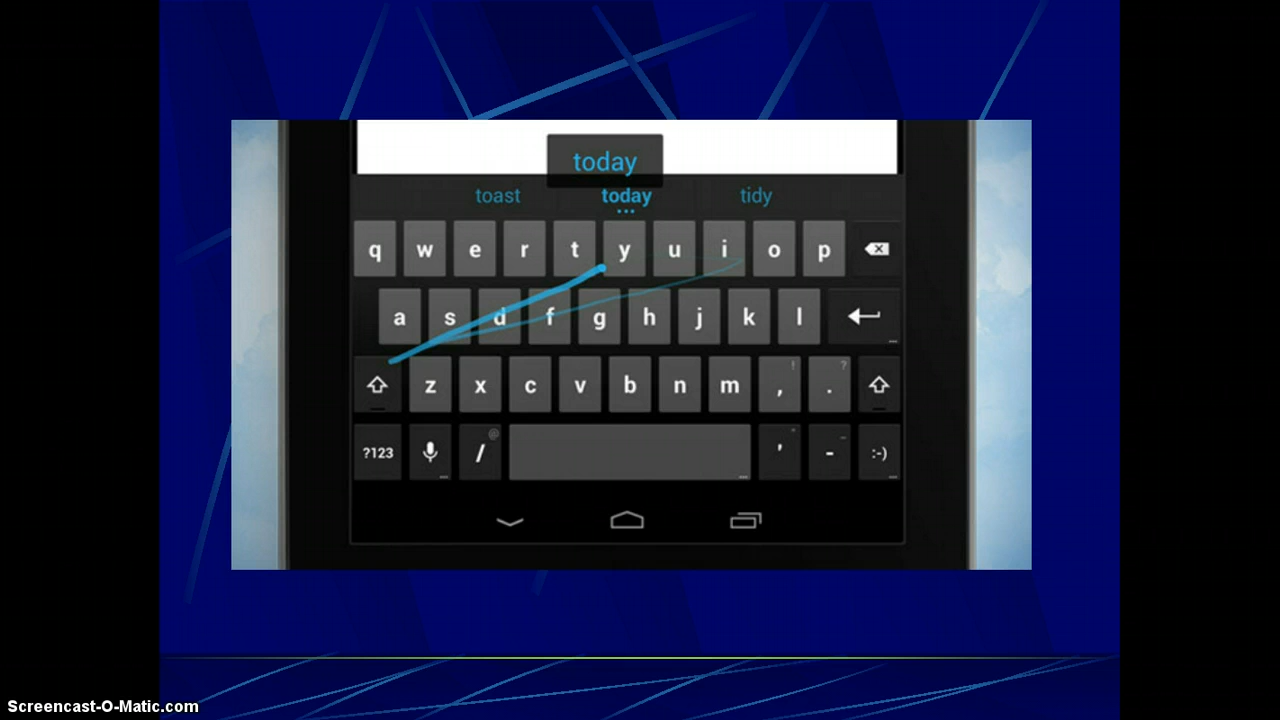 today
toast today tidy
q w e r t y u i o p
a s d f g h j k l
z x c v b n m , ! . ?
?123 / @ ' " - _ :-)
Screencast-O-Matic.com